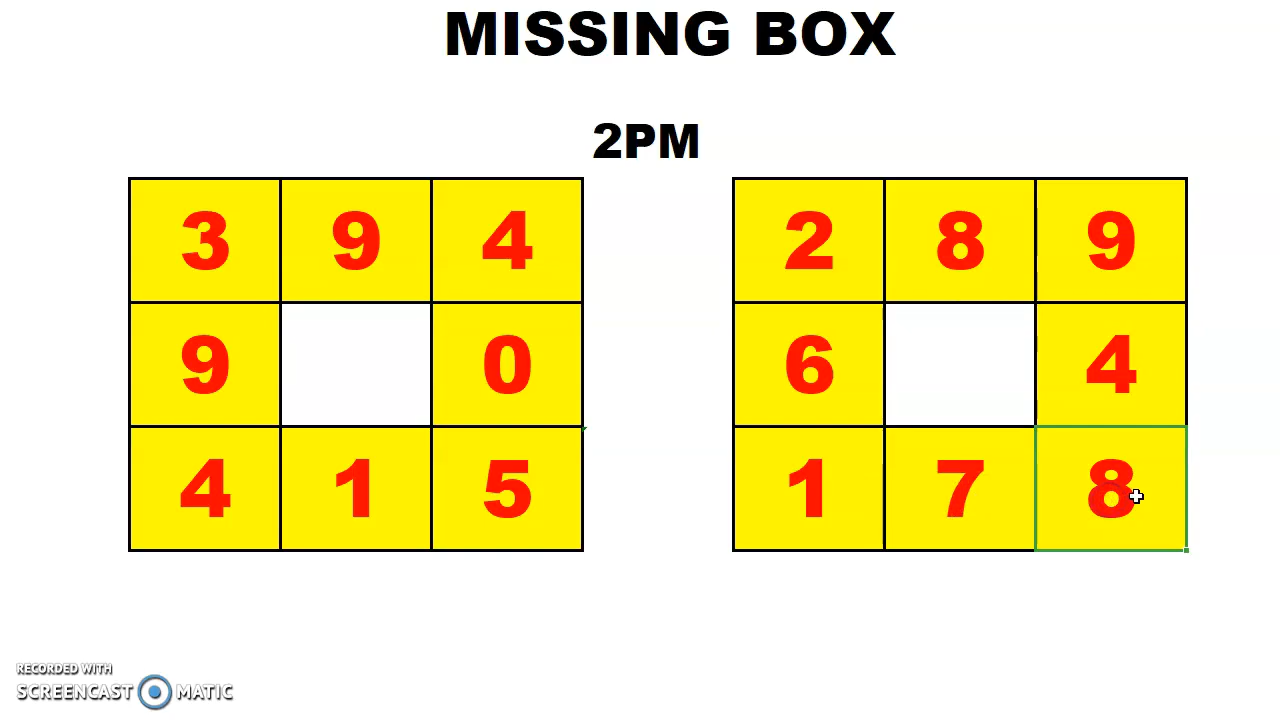 MISSING BOX
2PM
3 9 4
9 0
4 1 5
2 8 9
6 4
1 7 8
RECORDED WITH
SCREENCAST MATIC